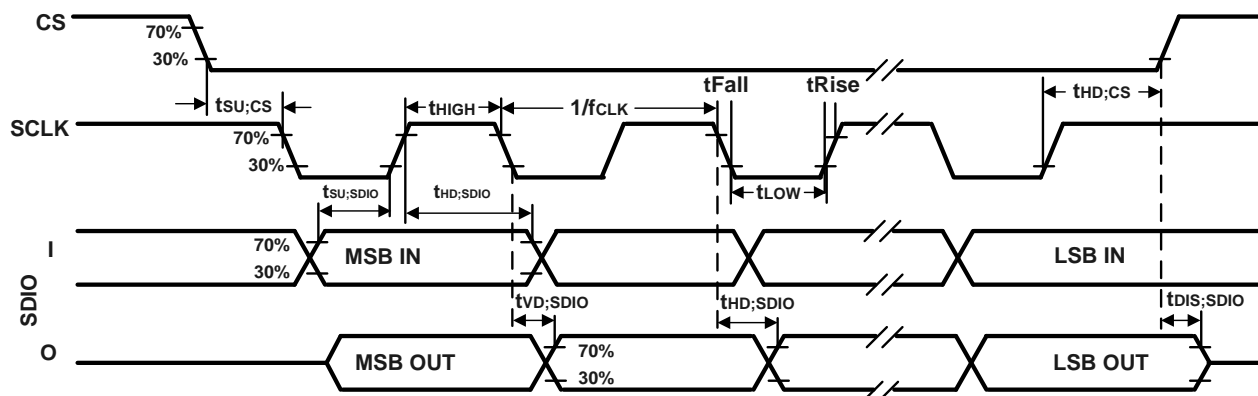 CS
70%
30%
tFall
tRise
tSU;CS
tHIGH
1/fCLK
tHD;CS
SCLK
70%
30%
tSU;SDIO
tHD;SDIO
tLOW
SDIO
I
70%
30%
MSB IN
LSB IN
tVD;SDIO
tHD;SDIO
tDIS;SDIO
O
MSB OUT
70%
30%
LSB OUT